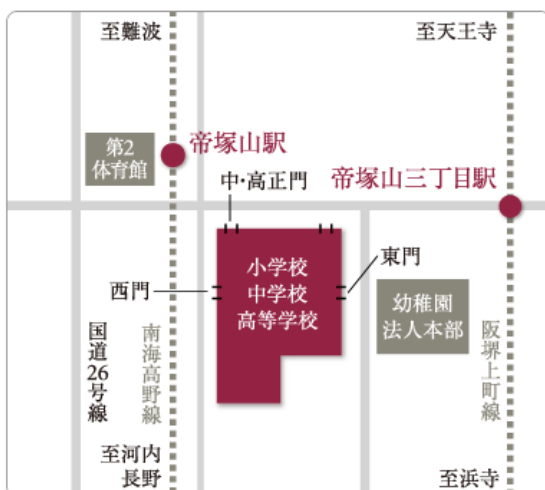 至難波
至天王寺
第2
体育館
帝塚山駅
中・高正門
帝塚山三丁目駅
小学校
中学校
高等学校
西門
東門
幼稚園
法人本部
国道26号線
南海高野線
阪堺上町線
至河内
長野
至浜寺